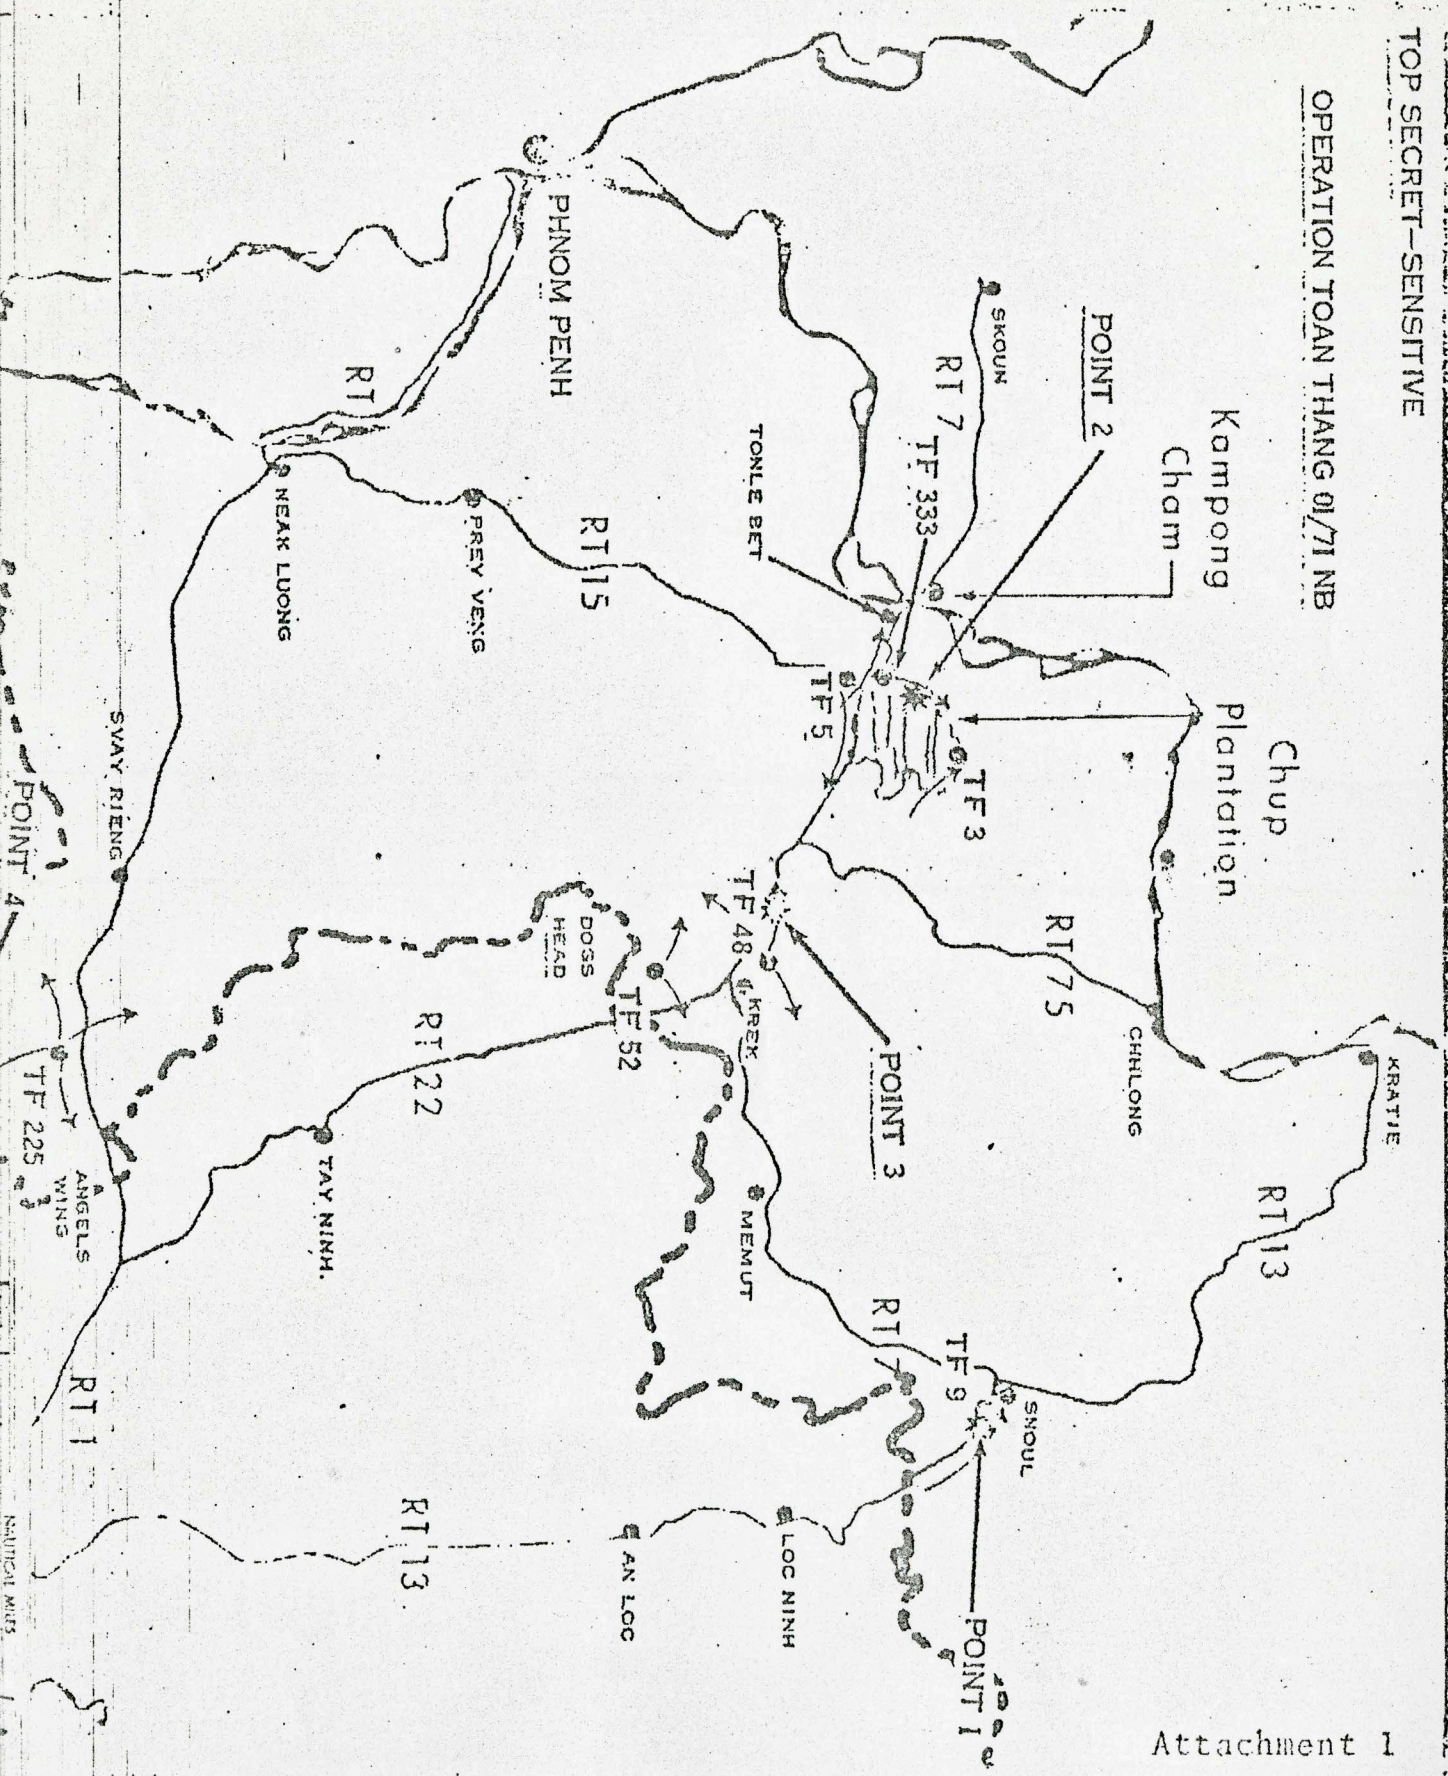 TOP SECRET—SENSITIVE
OPERATION TOAN THANG 01/71 NB
Kampong
Cham
Chup
Plantation
POINT 2
SKOUN
RT 7
TF 333
TONLE BET
TF 3
TF 5
KRATIE
RT 13
CHHLONG
RT 75
POINT 3
TF 48
KREK
MEMUT
RT 7
TF 9
SNOUL
POINT 1
PHNOM PENH
RT 1
NEAK LUONG
PREY VENG
RT 15
DOGS
HEAD
TF 52
RT 22
TAY NINH.
LOC NINH
AN LOC
RT 13
SVAY RIENG
POINT 4
TF 225
ANGELS
WING
RT 1
NAUTICAL MILES
Attachment 1